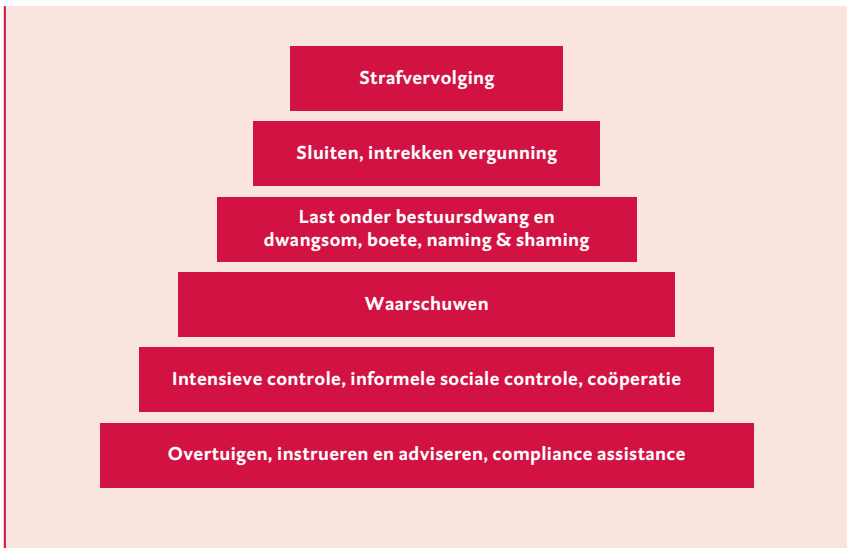 Strafvervolging
Sluiten, intrekken vergunning
Last onder bestuursdwang en
dwangsom, boete, naming & shaming
Waarschuwen
Intensieve controle, informele sociale controle, coöperatie
Overtuigen, instrueren en adviseren, compliance assistance